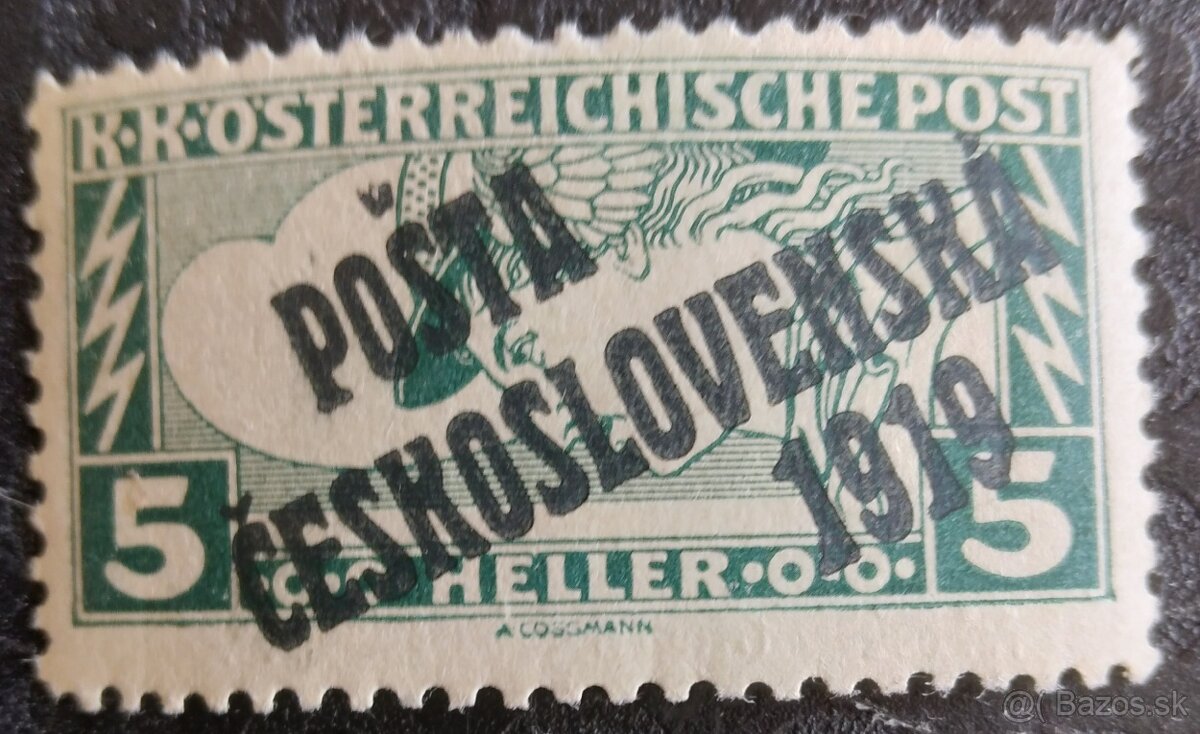 K·K·ÖSTERREICHISCHE POST
POŠTA
ČESKOSLOVENSKÁ
1919
5
5
HELLER
A COSSMANN
@( Bazos.sk